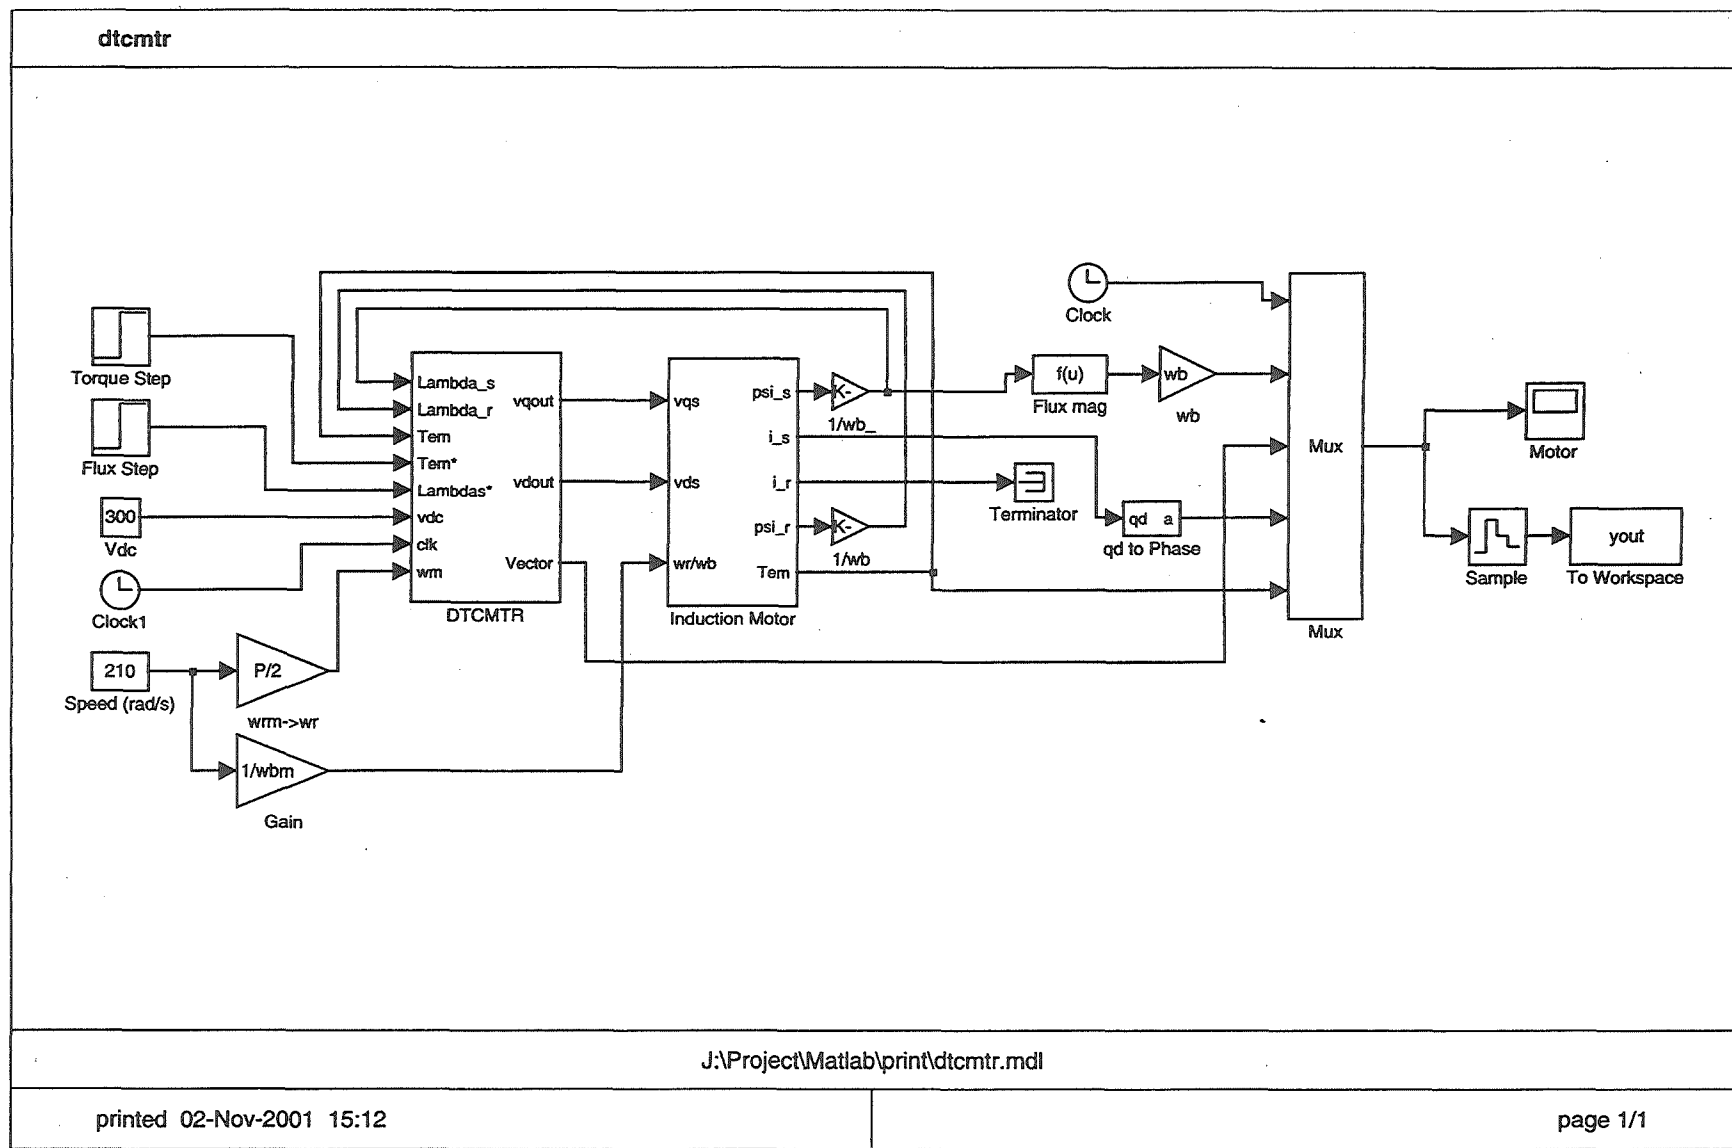 dtcmtr
Torque Step
Flux Step
300
Vdc
Clock1
210
Speed (rad/s)
P/2
wrm->wr
1/wbm
Gain
Lambda_s
Lambda_r
Tem
Tem*
Lambdas*
vdc
clk
wm
vqout
vdout
Vector
DTCMTR
vqs
vds
wr/wb
psi_s
i_s
i_r
psi_r
Tem
Induction Motor
K-
1/wb_
K-
1/wb
Clock
f(u)
Flux mag
wb
wb
Terminator
qd a
qd to Phase
Mux
Mux
Motor
Sample
yout
To Workspace
J:\Project\Matlab\print\dtcmtr.mdl
printed 02-Nov-2001 15:12
page 1/1